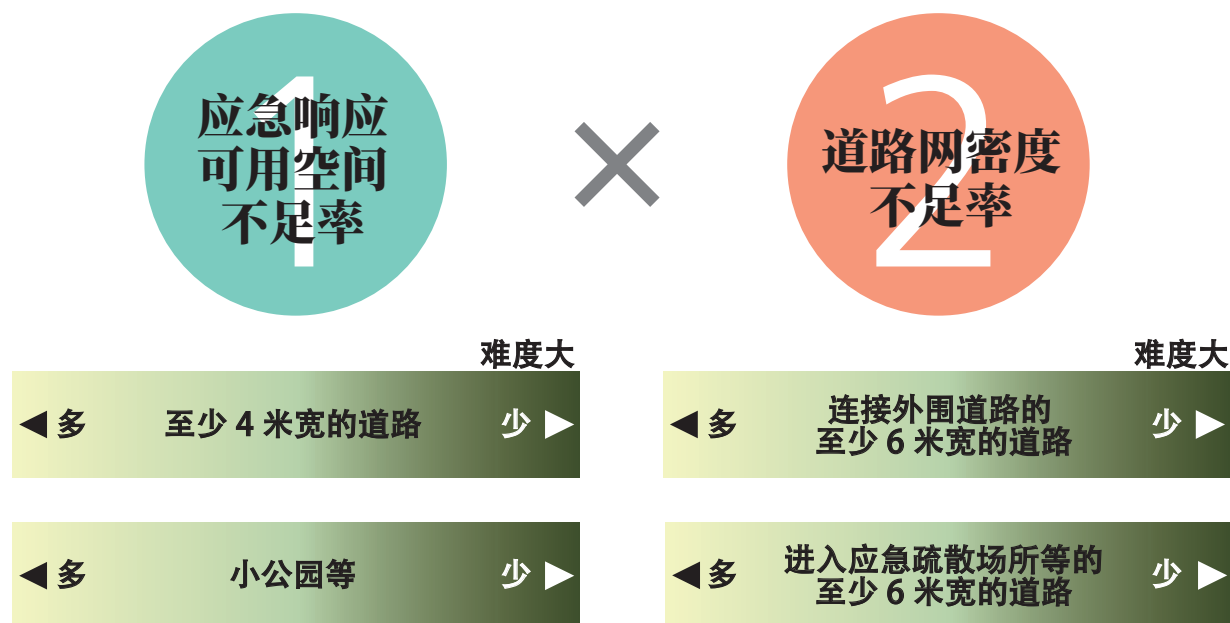 1
应急响应
可用空间
不足率
×
2
道路网密度
不足率
难度大
◀ 多 至少 4 米宽的道路 少 ▶
◀ 多 小公园等 少 ▶
难度大
◀ 多 连接外围道路的
至少 6 米宽的道路 少 ▶
◀ 多 进入应急疏散场所等的
至少 6 米宽的道路 少 ▶